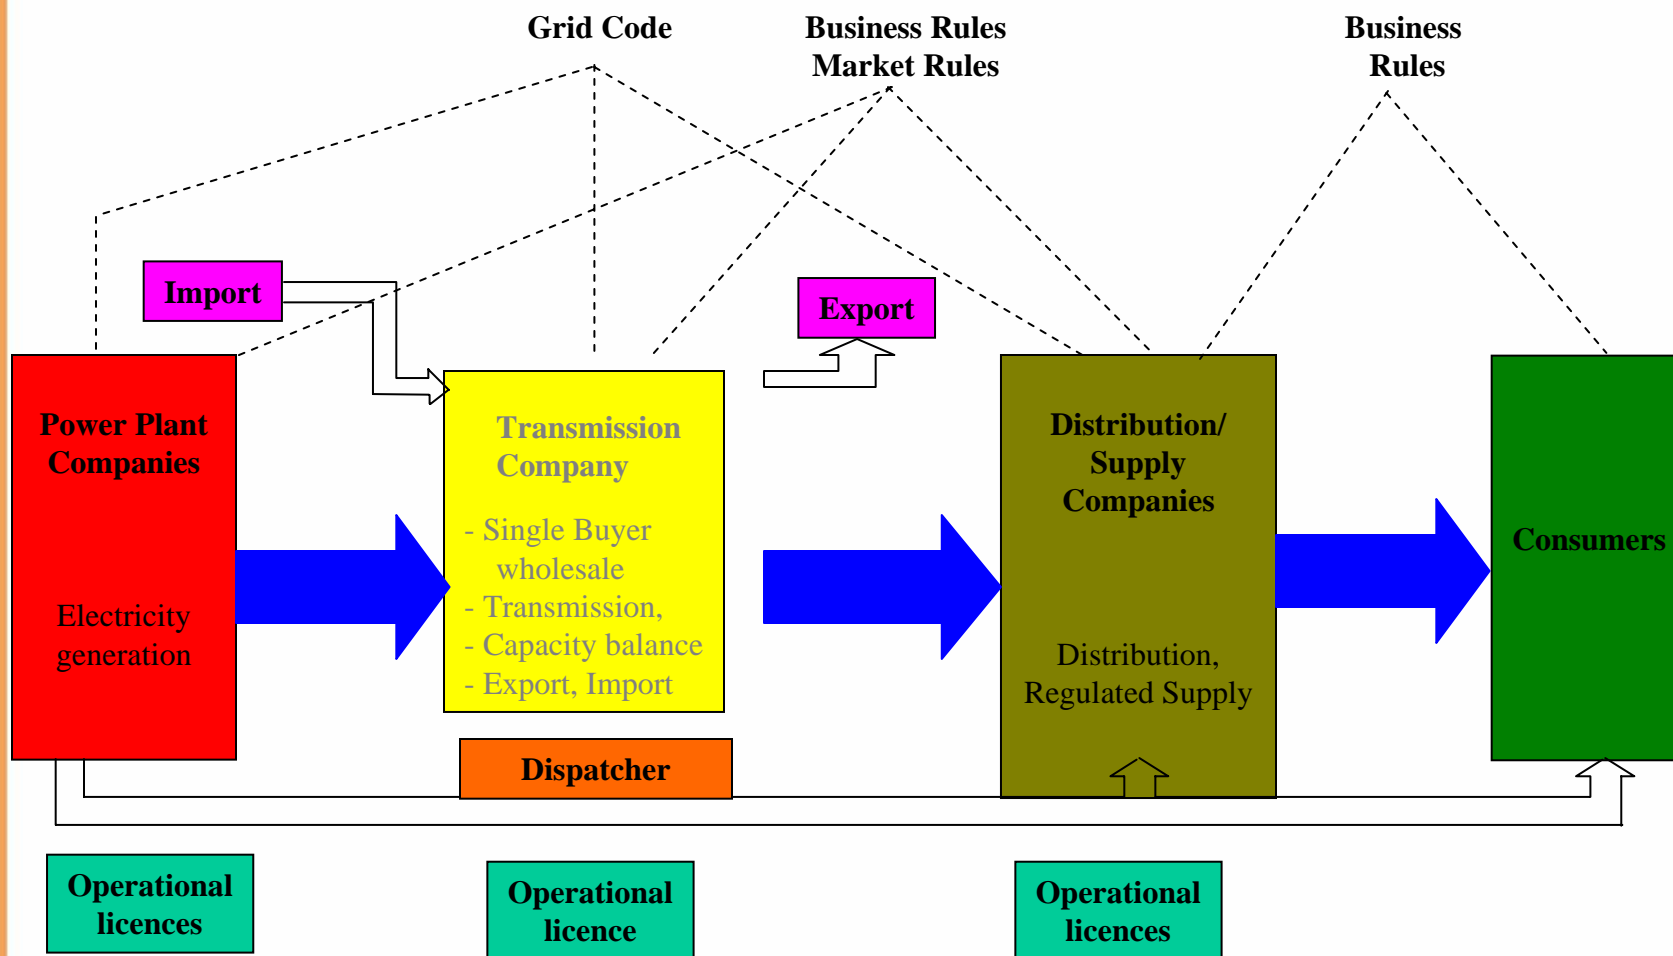 Grid Code
Business Rules
Market Rules
Business
Rules
Import
Export
Power Plant
Companies
Electricity
generation
Transmission
Company
- Single Buyer
wholesale
- Transmission,
- Capacity balance
- Export, Import
Distribution/
Supply
Companies
Distribution,
Regulated Supply
Consumers
Dispatcher
Operational
licences
Operational
licence
Operational
licences